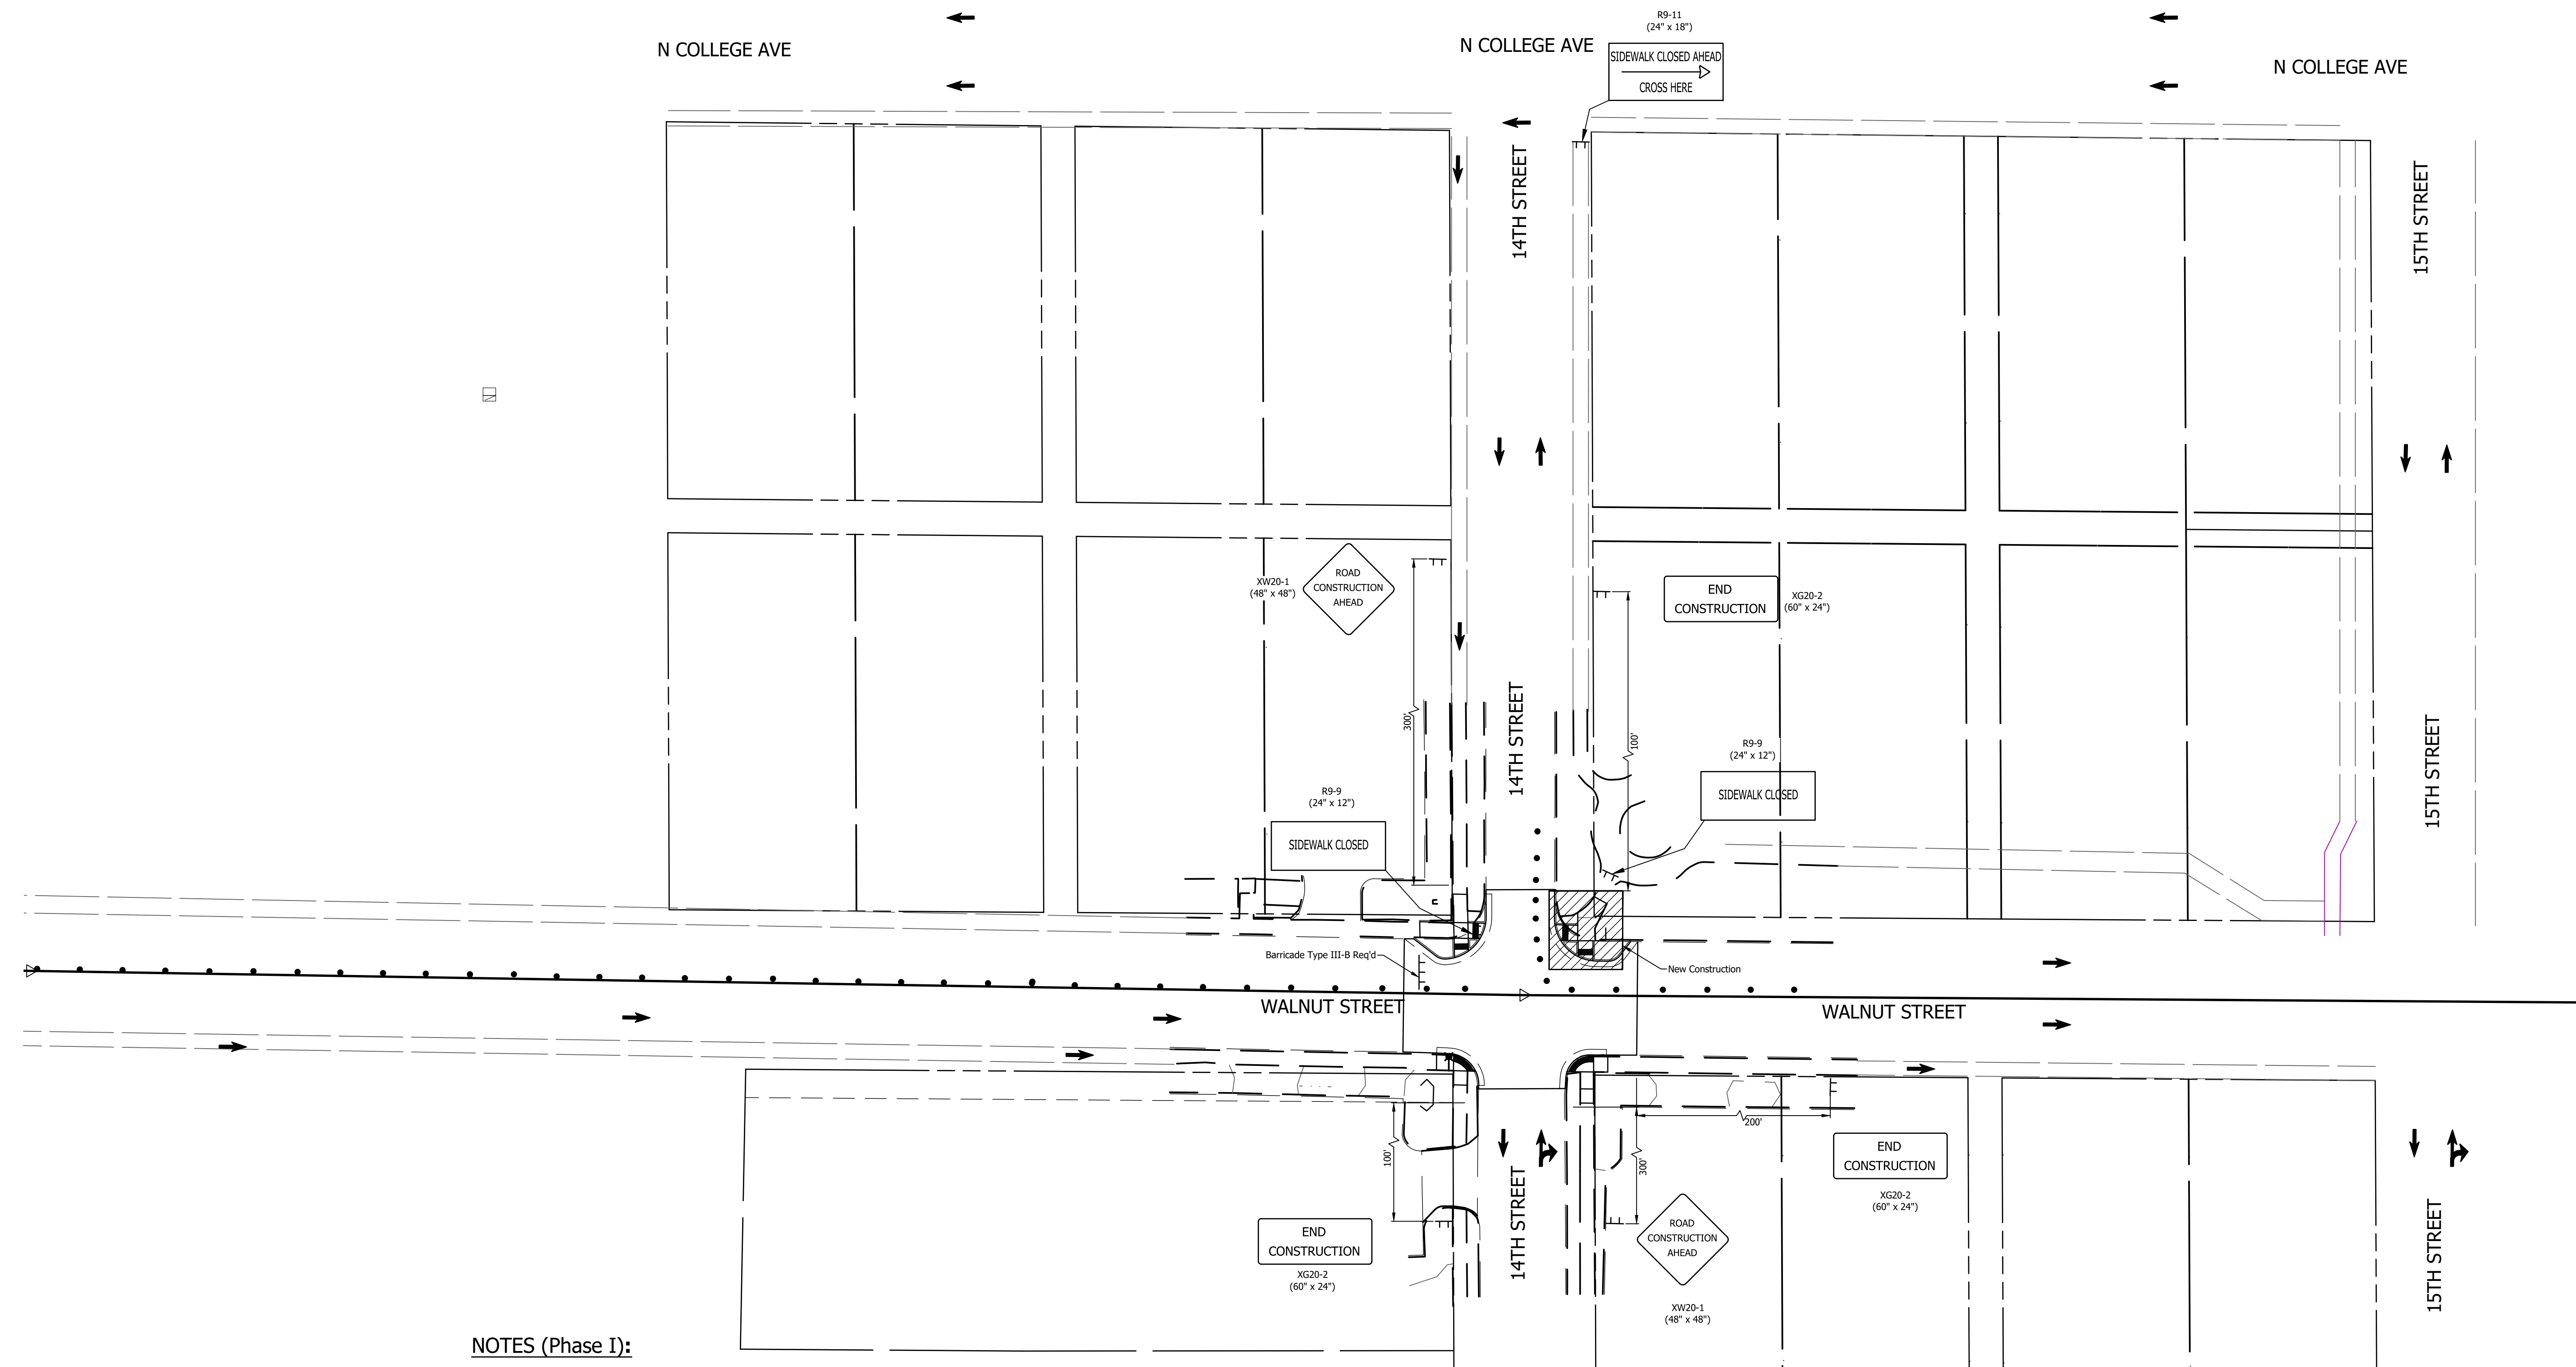 R9-11
(24" x 18")
N COLLEGE AVE
N COLLEGE AVE
N COLLEGE AVE
SIDEWALK CLOSED AHEAD
CROSS HERE
14TH STREET
15TH STREET
XW20-1
(48" x 48")
ROAD
CONSTRUCTION
AHEAD
END
CONSTRUCTION
XG20-2
(60" x 24")
300'
14TH STREET
100'
15TH STREET
R9-9
(24" x 12")
SIDEWALK CLOSED
R9-9
(24" x 12")
SIDEWALK CLOSED
Barricade Type III-B Req'd
New Construction
WALNUT STREET
WALNUT STREET
200'
100'
300'
14TH STREET
END
CONSTRUCTION
XG20-2
(60" x 24")
15TH STREET
END
CONSTRUCTION
XG20-2
(60" x 24")
ROAD
CONSTRUCTION
AHEAD
XW20-1
(48" x 48")
NOTES (Phase I):